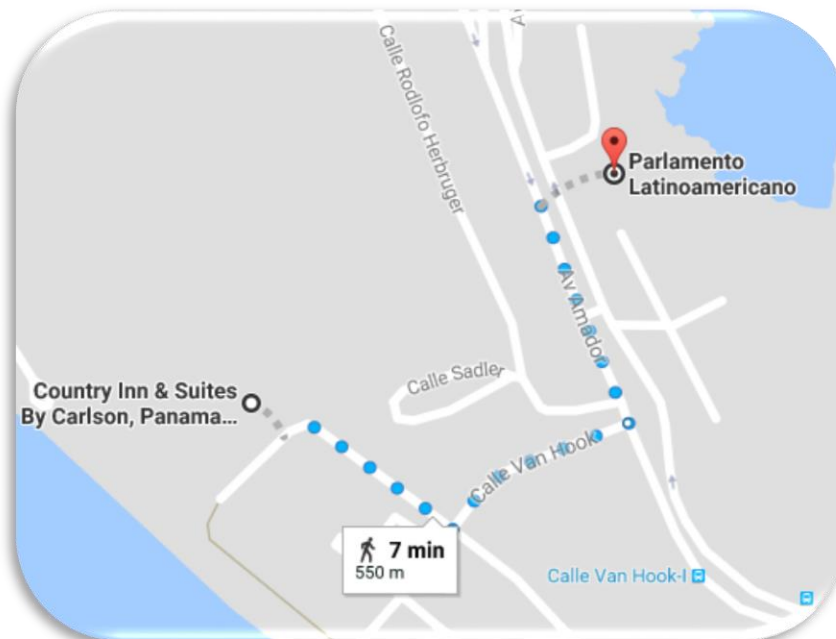 A
Calle Rodlofo Herbruger
Parlamento
Latinoamericano
Av Amador
Calle Sadler
Country Inn & Suites
By Carlson, Panama...
Calle Van Hook
7 min
550 m
Calle Van Hook-I